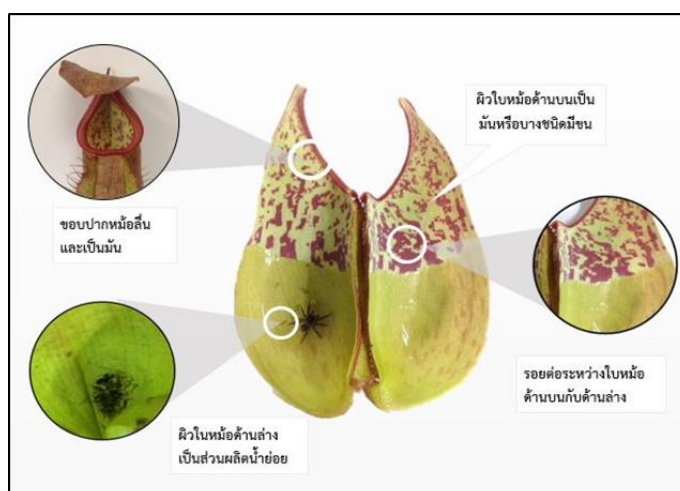 ผิวใบหม้อด้านบนเป็น
มันหรือบางชนิดมีขน
ขอบปากหม้อลื่น
และเป็นมัน
รอยต่อระหว่างใบหม้อ
ด้านบนกับด้านล่าง
ผิวในหม้อด้านล่าง
เป็นส่วนผลิตน้ำย่อย